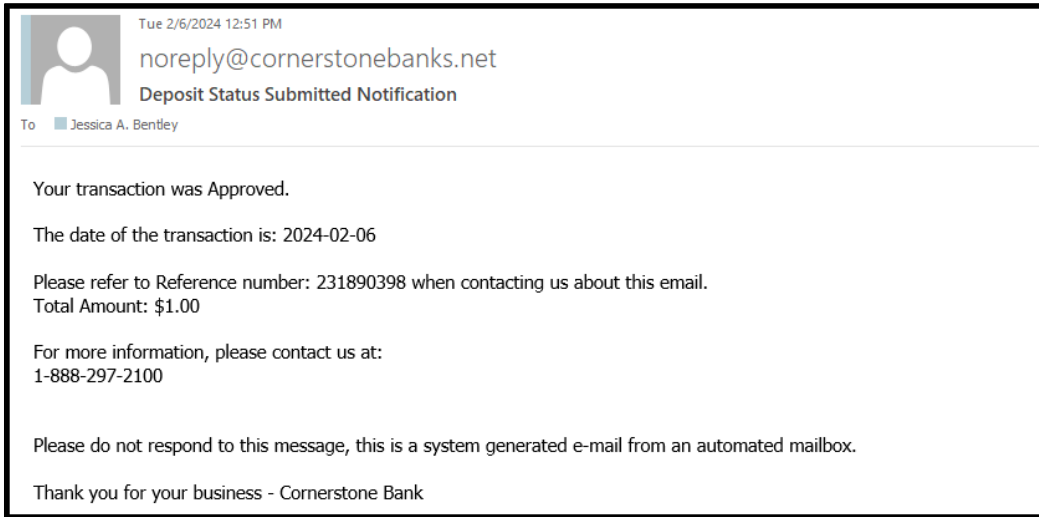 Tue 2/6/2024 12:51 PM
noreply@cornerstonebanks.net
Deposit Status Submitted Notification
To Jessica A. Bentley
Your transaction was Approved.
The date of the transaction is: 2024-02-06
Please refer to Reference number: 231890398 when contacting us about this email.
Total Amount: $1.00
For more information, please contact us at:
1-888-297-2100
Please do not respond to this message, this is a system generated e-mail from an automated mailbox.
Thank you for your business - Cornerstone Bank